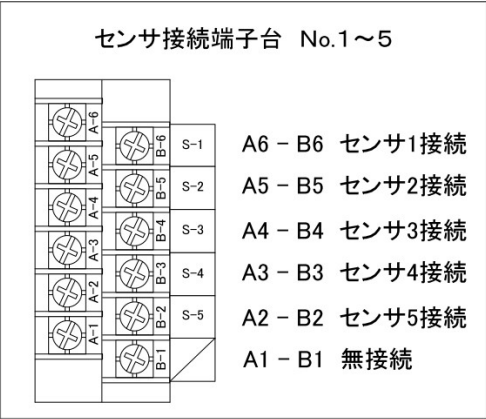 センサ接続端子台 No.1～5
A-6
B-6 S-1 A6 - B6 センサ1接続
A-5
B-5 S-2 A5 - B5 センサ2接続
A-4
B-4 S-3 A4 - B4 センサ3接続
A-3
B-3 S-4 A3 - B3 センサ4接続
A-2
B-2 S-5 A2 - B2 センサ5接続
A-1
B-1 A1 - B1 無接続